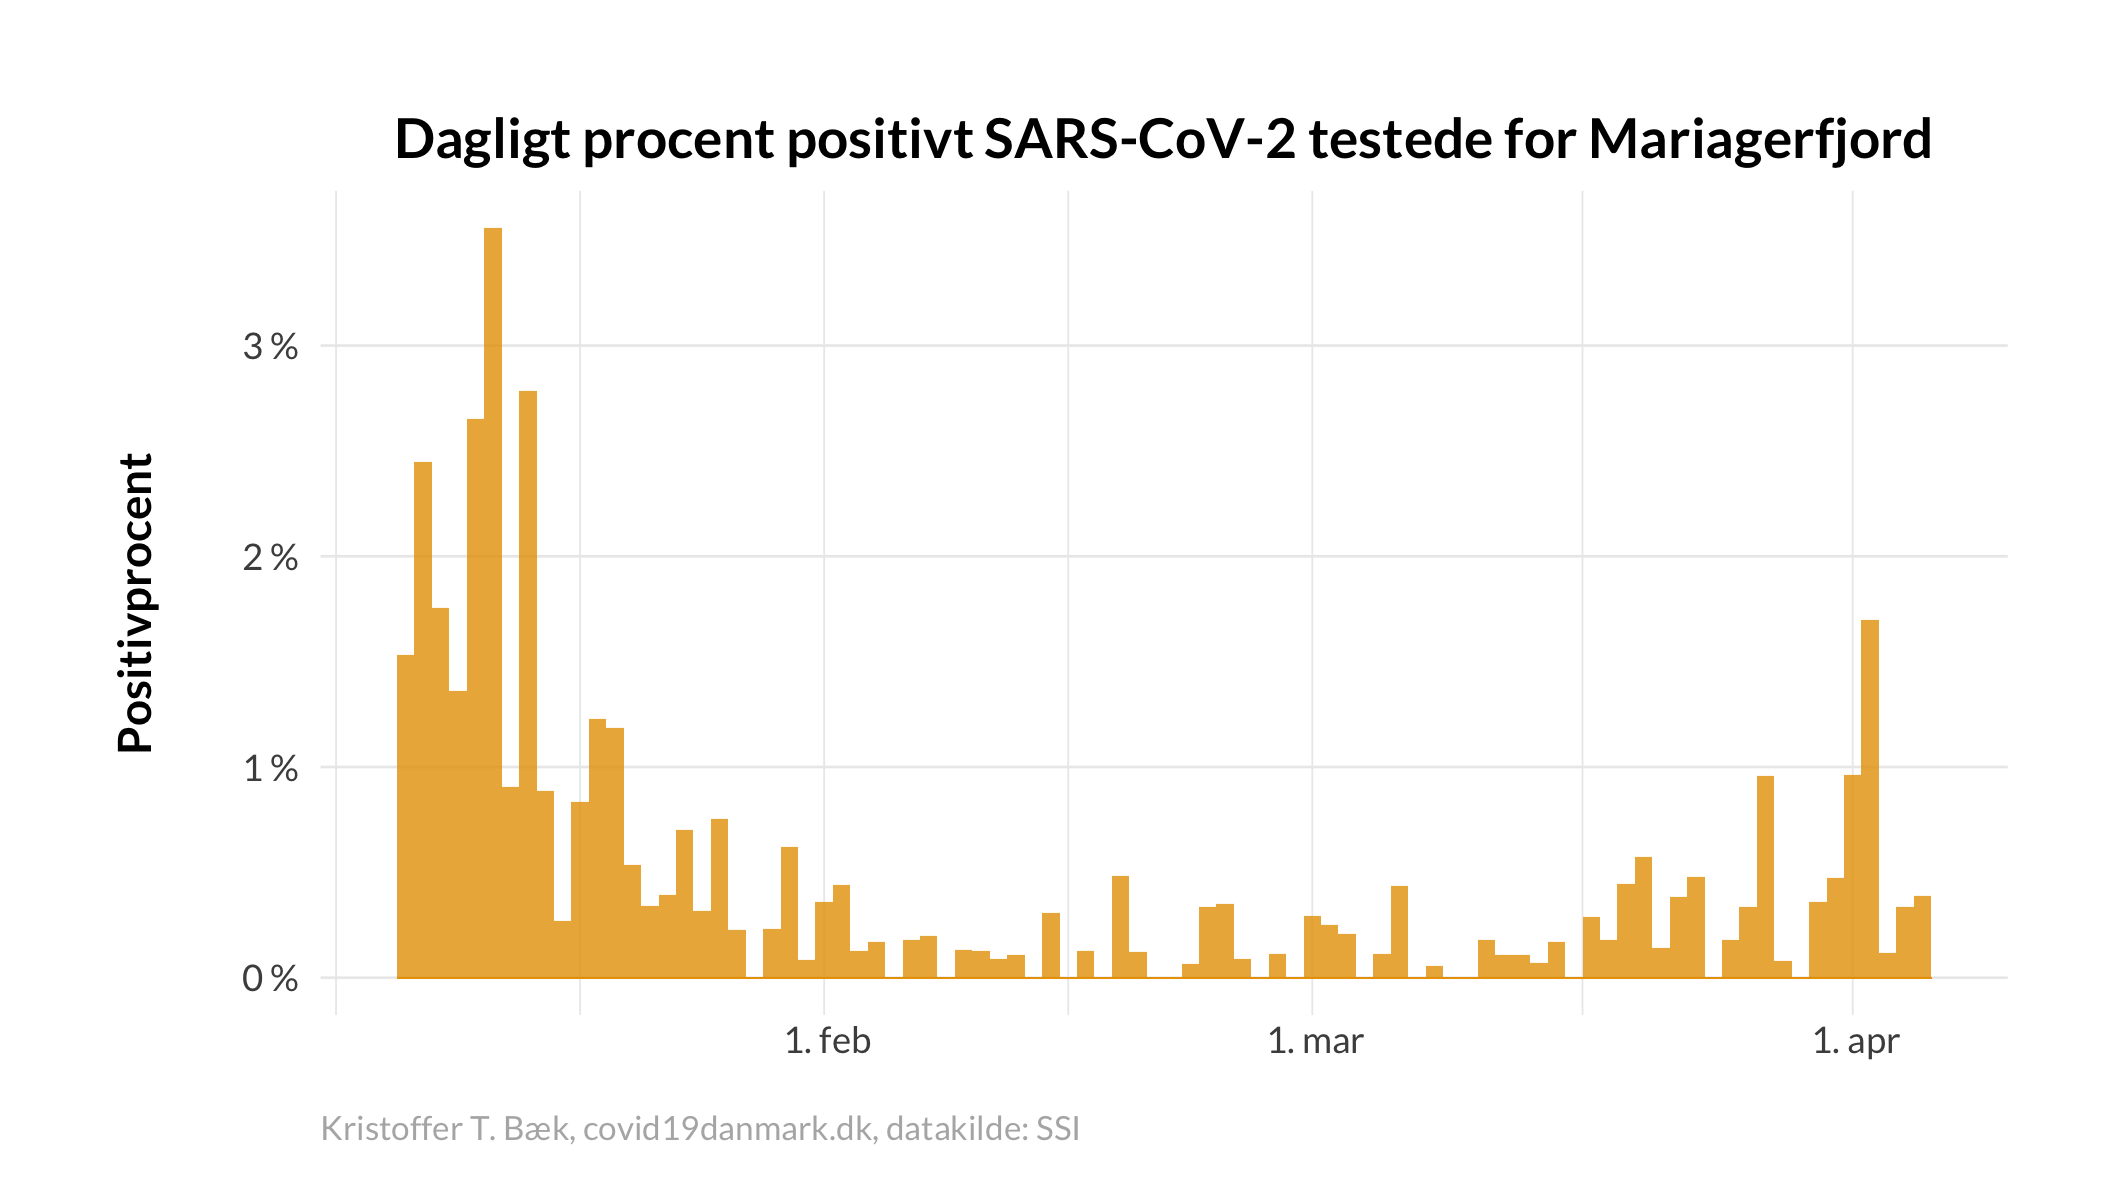 Dagligt procent positivt SARS-CoV-2 testede for Mariagerfjord
Positivprocent
3 %
2 %
1 %
0 %
1. feb
1. mar
1. apr
Kristoffer T. Bæk, covid19danmark.dk, datakilde: SSI